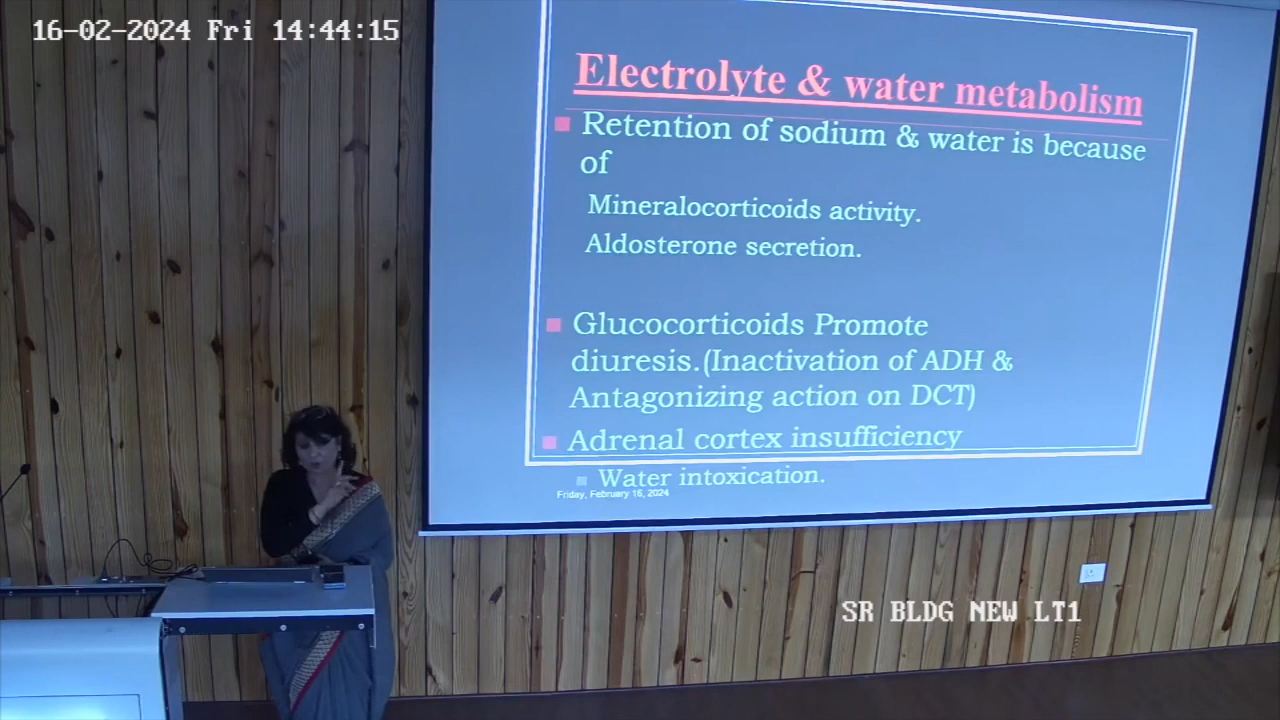 16-02-2024 Fri 14:44:15
Electrolyte & water metabolism
Retention of sodium & water is because
of
Mineralocorticoids activity.
Aldosterone secretion.
Glucocorticoids Promote
diuresis.(Inactivation of ADH &
Antagonizing action on DCT)
Adrenal cortex insufficiency
Water intoxication.
Friday, February 16, 2024
SR BLDG NEW LT1